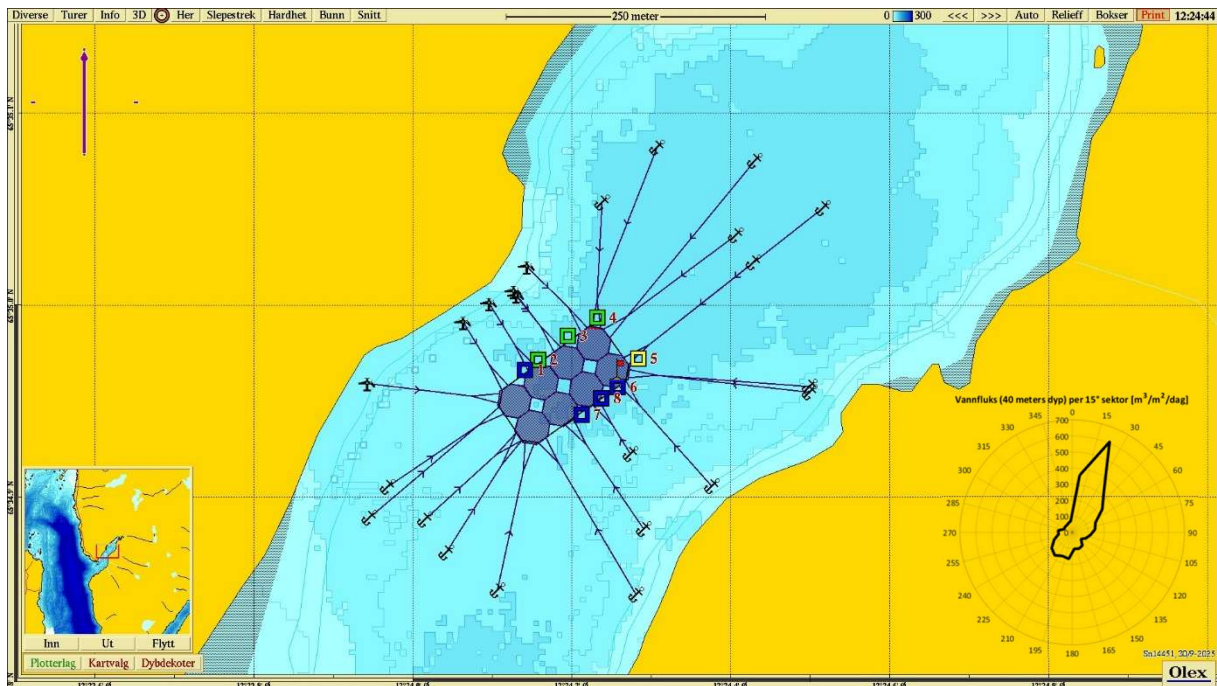 Diverse Turer Info 3D Her Slepestrek Hardhet Bunn Snitt 250 meter 0 300 <<< >>> Auto Relieff Bokser Print 12:24:44
4
3
2
5
1
6
8
7
Vannfluks (40 meters dyp) per 15° sektor [m³/m²/dag]
0
345 700 15
330 600 30
315 500 45
300 400 60
285 300 75
200
100
270 0 90
255 105
240 120
225 135
210 150
195 180 165
Inn Ut Flytt
Plotterlag Kartvalg Dybdekoter
Olex